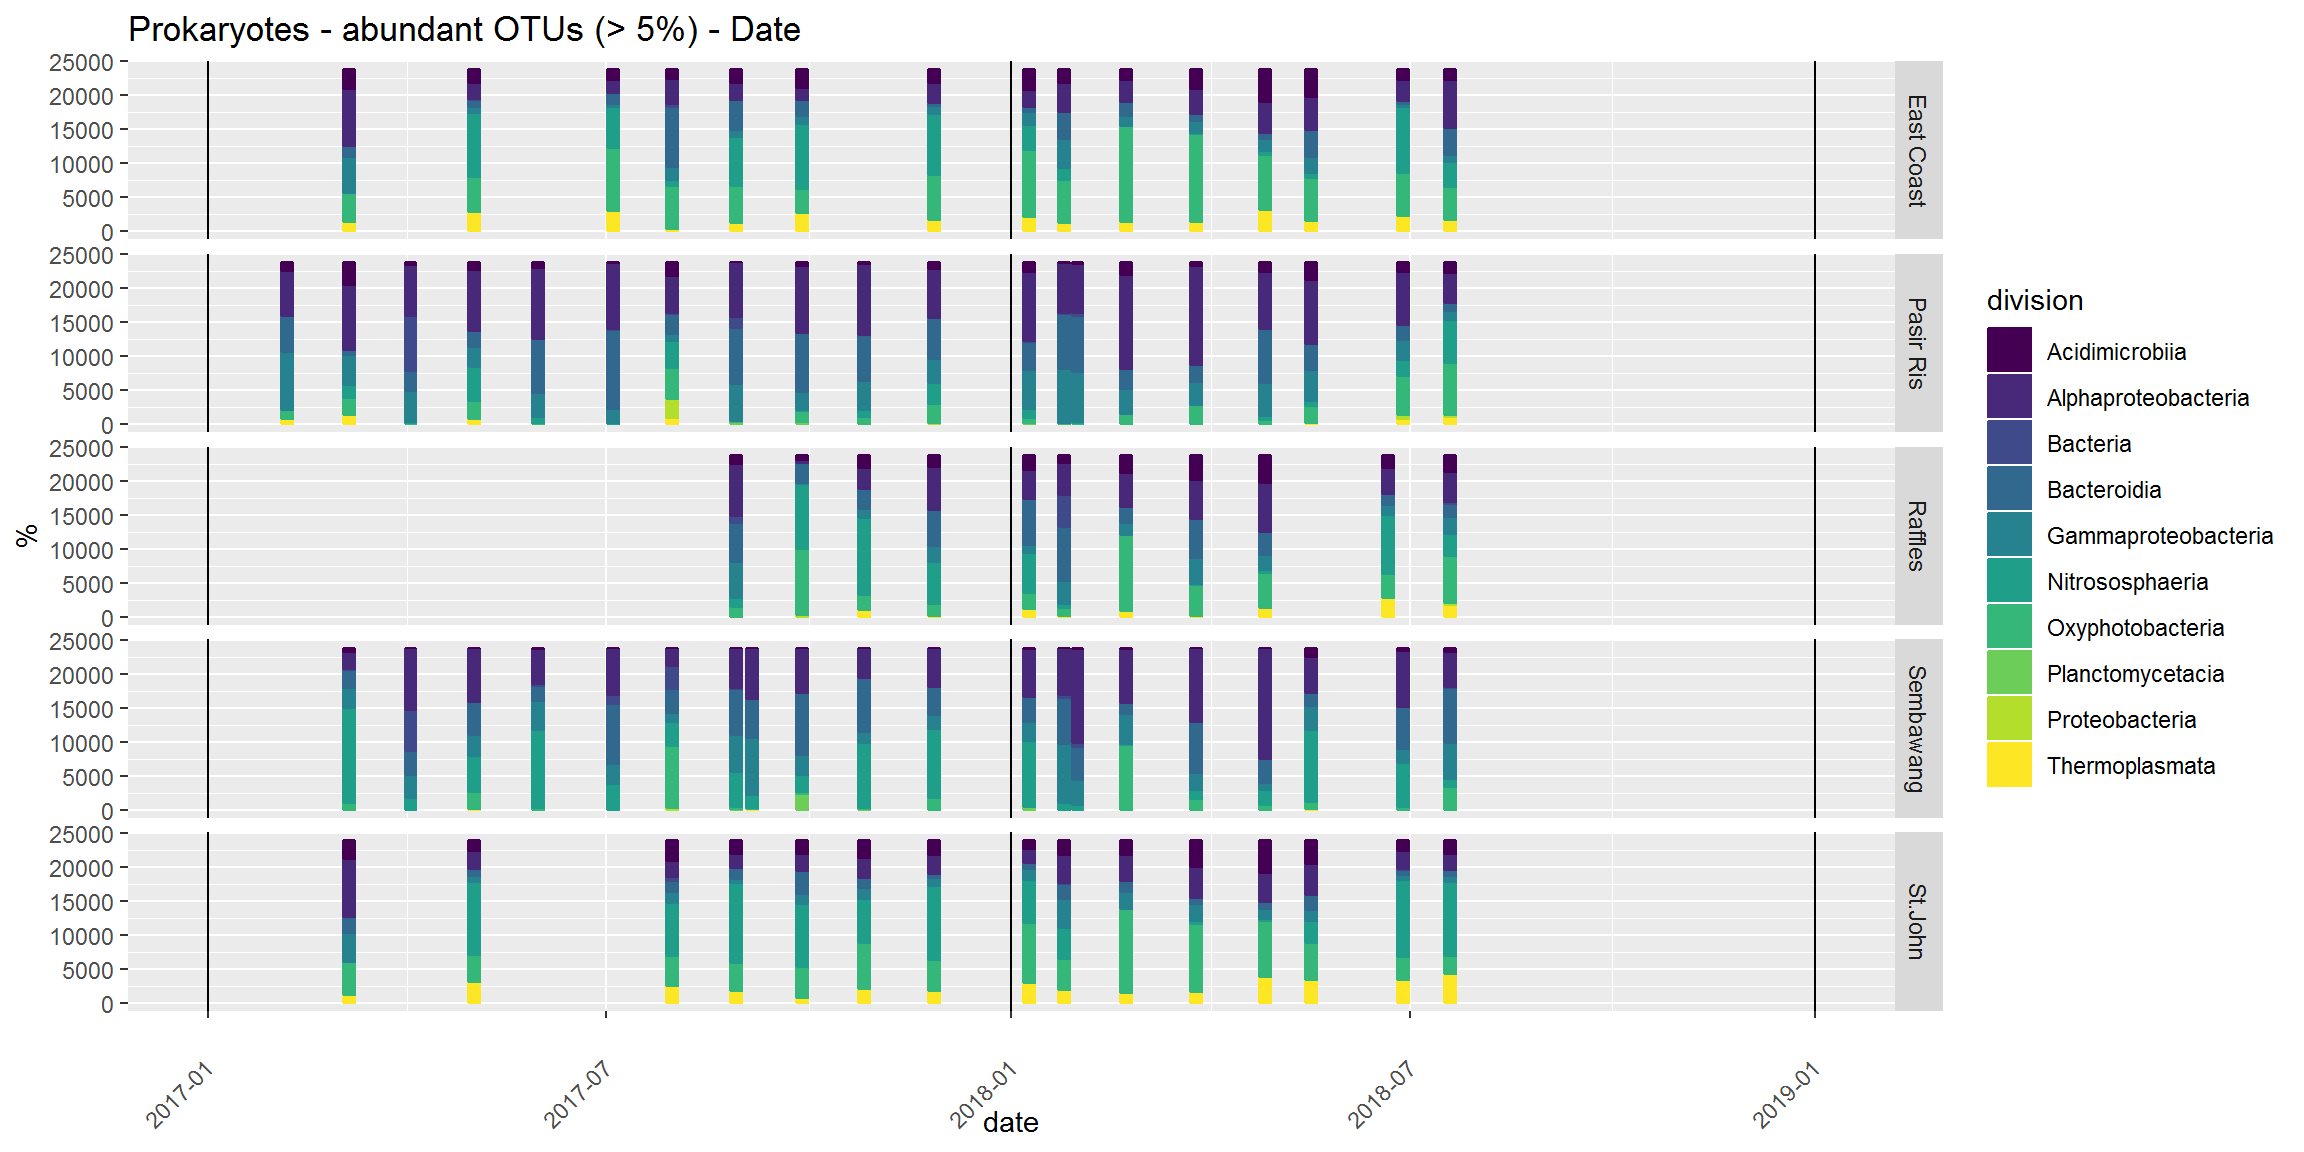 Prokaryotes - abundant OTUs (> 5%) - Date
%
25000
20000
15000
10000
5000
0
East Coast
25000
20000
15000
10000
5000
0
Pasir Ris
25000
20000
15000
10000
5000
0
Raffles
25000
20000
15000
10000
5000
0
Sembawang
25000
20000
15000
10000
5000
0
St.John
2017-01
2017-07
2018-01
2018-07
2019-01
date
division
Acidimicrobiia
Alphaproteobacteria
Bacteria
Bacteroidia
Gammaproteobacteria
Nitrososphaeria
Oxyphotobacteria
Planctomycetacia
Proteobacteria
Thermoplasmata